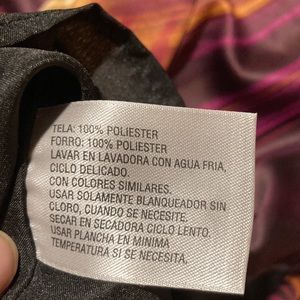 TELA: 100% POLIESTER
FORRO: 100% POLIESTER
LAVAR EN LAVADORA CON AGUA FRIA,
CICLO DELICADO.
CON COLORES SIMILARES.
USAR SOLAMENTE BLANQUEADOR SIN
CLORO, CUANDO SE NECESITE.
SECAR EN SECADORA CICLO LENTO.
USAR PLANCHA EN MINIMA
TEMPERATURA SI SE NECESITA.